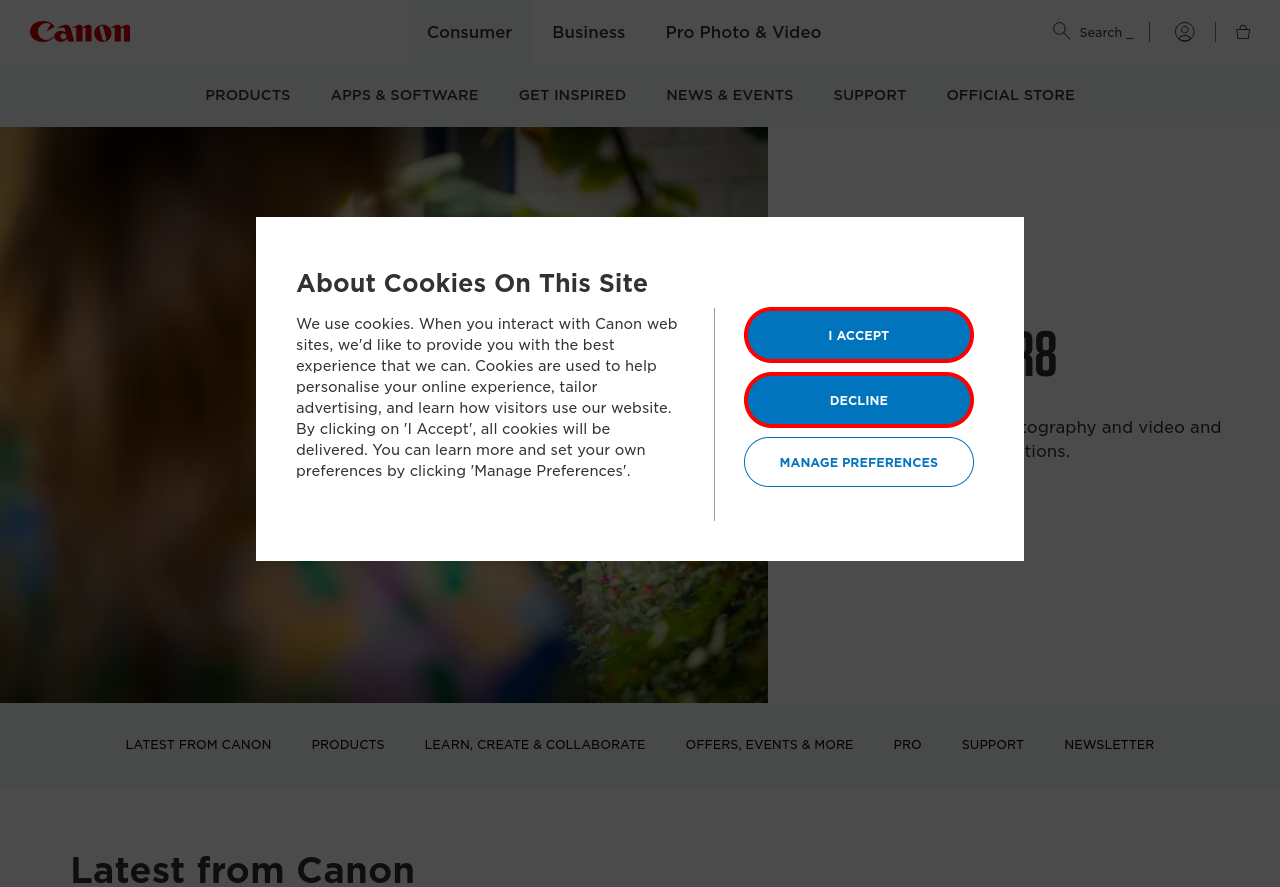 Canon
Consumer
Business
Pro Photo & Video
Search _
PRODUCTS
APPS & SOFTWARE
GET INSPIRED
NEWS & EVENTS
SUPPORT
OFFICIAL STORE
R8
tography and video and
tions.
About Cookies On This Site
We use cookies. When you interact with Canon web
sites, we'd like to provide you with the best
experience that we can. Cookies are used to help
personalise your online experience, tailor
advertising, and learn how visitors use our website.
By clicking on 'I Accept', all cookies will be
delivered. You can learn more and set your own
preferences by clicking 'Manage Preferences'.
I ACCEPT
DECLINE
MANAGE PREFERENCES
LATEST FROM CANON
PRODUCTS
LEARN, CREATE & COLLABORATE
OFFERS, EVENTS & MORE
PRO
SUPPORT
NEWSLETTER
Latest from Canon